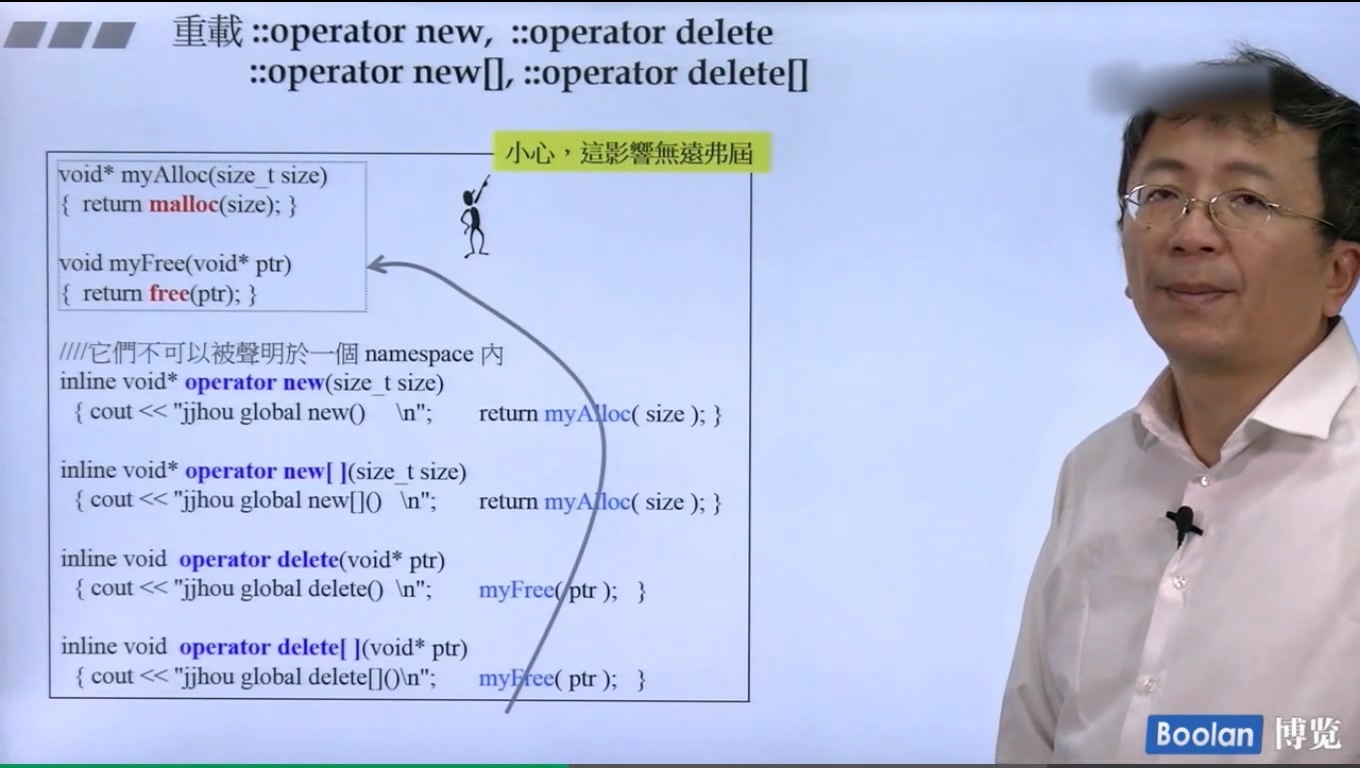 重載 ::operator new, ::operator delete
::operator new[], ::operator delete[]
小心，這影響無遠弗屆
void* myAlloc(size_t size)
{ return malloc(size); }
void myFree(void* ptr)
{ return free(ptr); }
////它們不可以被聲明於一個 namespace 內
inline void* operator new(size_t size)
{ cout << "jjhou global new() \n"; return myAlloc( size ); }
inline void* operator new[ ](size_t size)
{ cout << "jjhou global new[]() \n"; return myAlloc( size ); }
inline void operator delete(void* ptr)
{ cout << "jjhou global delete() \n"; myFree( ptr ); }
inline void operator delete[ ](void* ptr)
{ cout << "jjhou global delete[]()\n"; myFree( ptr ); }
Boolan 博览